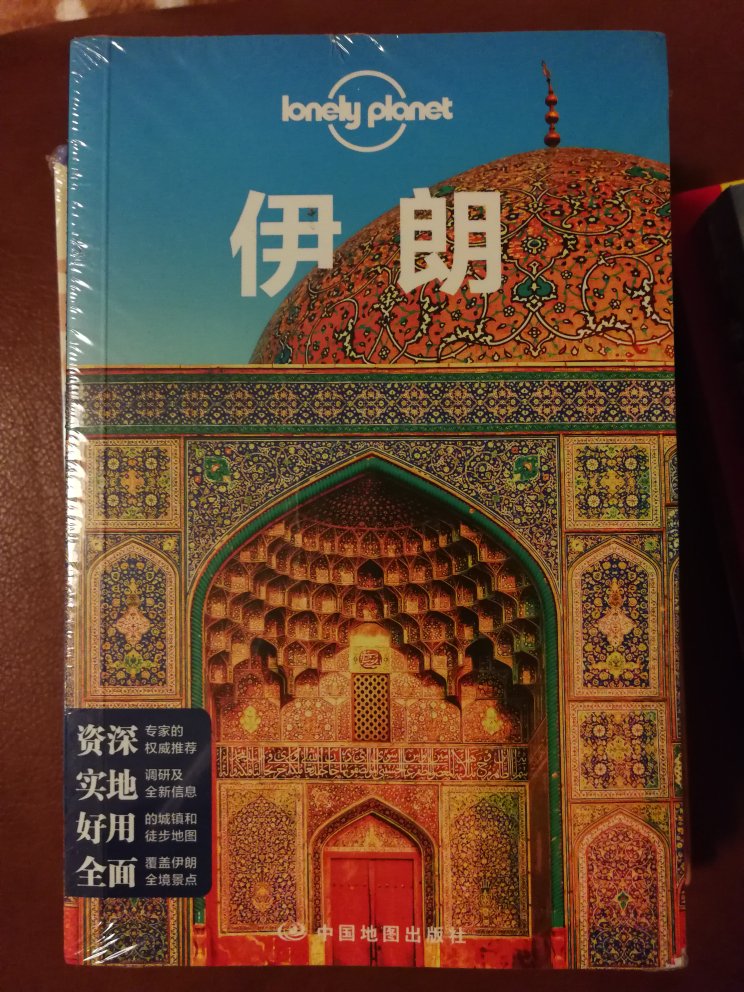 lonely planet
伊朗
资深 专家的
权威推荐
实地 调研及
全新信息
好用 的城镇和
徒步地图
全面 覆盖伊朗
全境景点
中国地图出版社